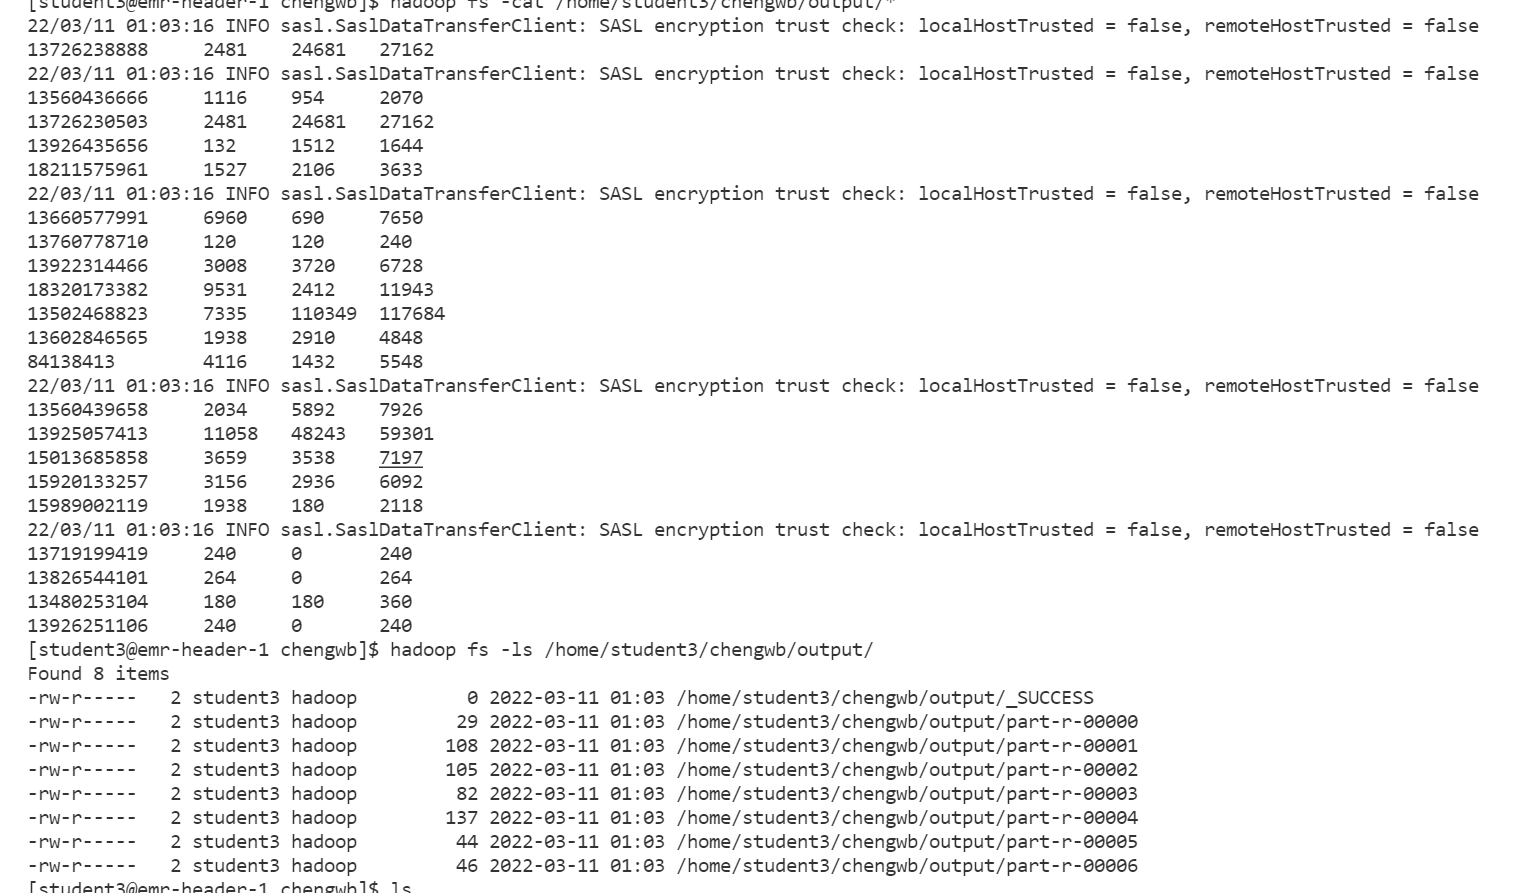 [student3@emr-header-1 chengwb]$ hadoop fs -cat /home/student3/chengwb/output/*
22/03/11 01:03:16 INFO sasl.SaslDataTransferClient: SASL encryption trust check: localHostTrusted = false, remoteHostTrusted = false
13726238888     2481    24681   27162
22/03/11 01:03:16 INFO sasl.SaslDataTransferClient: SASL encryption trust check: localHostTrusted = false, remoteHostTrusted = false
13560436666     1116    954     2070
13726230503     2481    24681   27162
13926435656     132     1512    1644
18211575961     1527    2106    3633
22/03/11 01:03:16 INFO sasl.SaslDataTransferClient: SASL encryption trust check: localHostTrusted = false, remoteHostTrusted = false
13660577991     6960    690     7650
13760778710     120     120     240
13922314466     3008    3720    6728
18320173382     9531    2412    11943
13502468823     7335    110349  117684
13602846565     1938    2910    4848
84138413        4116    1432    5548
22/03/11 01:03:16 INFO sasl.SaslDataTransferClient: SASL encryption trust check: localHostTrusted = false, remoteHostTrusted = false
13560439658     2034    5892    7926
13925057413     11058   48243   59301
15013685858     3659    3538    7197
15920133257     3156    2936    6092
15989002119     1938    180     2118
22/03/11 01:03:16 INFO sasl.SaslDataTransferClient: SASL encryption trust check: localHostTrusted = false, remoteHostTrusted = false
13719199419     240     0       240
13826544101     264     0       264
13480253104     180     180     360
13926251106     240     0       240
[student3@emr-header-1 chengwb]$ hadoop fs -ls /home/student3/chengwb/output/
Found 8 items
-rw-r-----   2 student3 hadoop          0 2022-03-11 01:03 /home/student3/chengwb/output/_SUCCESS
-rw-r-----   2 student3 hadoop         29 2022-03-11 01:03 /home/student3/chengwb/output/part-r-00000
-rw-r-----   2 student3 hadoop        108 2022-03-11 01:03 /home/student3/chengwb/output/part-r-00001
-rw-r-----   2 student3 hadoop        105 2022-03-11 01:03 /home/student3/chengwb/output/part-r-00002
-rw-r-----   2 student3 hadoop         82 2022-03-11 01:03 /home/student3/chengwb/output/part-r-00003
-rw-r-----   2 student3 hadoop        137 2022-03-11 01:03 /home/student3/chengwb/output/part-r-00004
-rw-r-----   2 student3 hadoop         44 2022-03-11 01:03 /home/student3/chengwb/output/part-r-00005
-rw-r-----   2 student3 hadoop         46 2022-03-11 01:03 /home/student3/chengwb/output/part-r-00006
[student3@emr-header-1 chengwb]$ ls